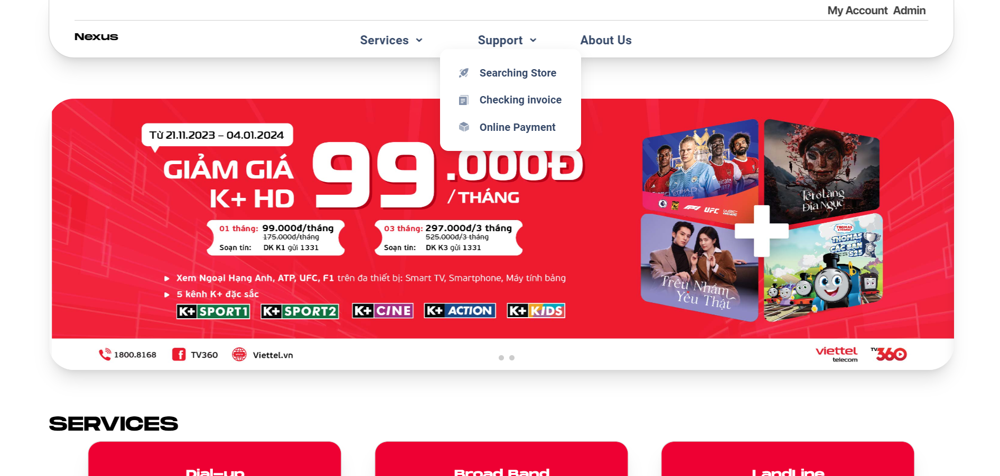 My Account Admin
Nexus
Services
Support
About Us
Searching Store
Checking invoice
Online Payment
Từ 21.11.2023 – 04.01.2024
GIẢM GIÁ
K+ HD
99.000Đ
/ THÁNG
01 tháng: 99.000đ/tháng
175.000đ/tháng
Soạn tin: DK K1 gửi 1331
03 tháng: 297.000đ/3 tháng
525.000đ/3 tháng
Soạn tin: DK K3 gửi 1331
Xem Ngoại Hạng Anh, ATP, UFC, F1 trên đa thiết bị: Smart TV, Smartphone, Máy tính bảng
5 kênh K+ đặc sắc
K+ SPORT1
K+ SPORT2
K+ CINE
K+ ACTION
K+ KIDS
ETIHAD
Emirates
F1
UFC
WRC
Tết ở Làng
Địa Ngục
Trêu Nhầm
Yêu Thật
THOMAS
& FRIENDS
THOMAS
VÀ
CÁC BẠN
S25
1800.8168
TV360
www
Viettel.vn
viettel
telecom
TV360
SERVICES
Dial-up
Broad Band
LandLine